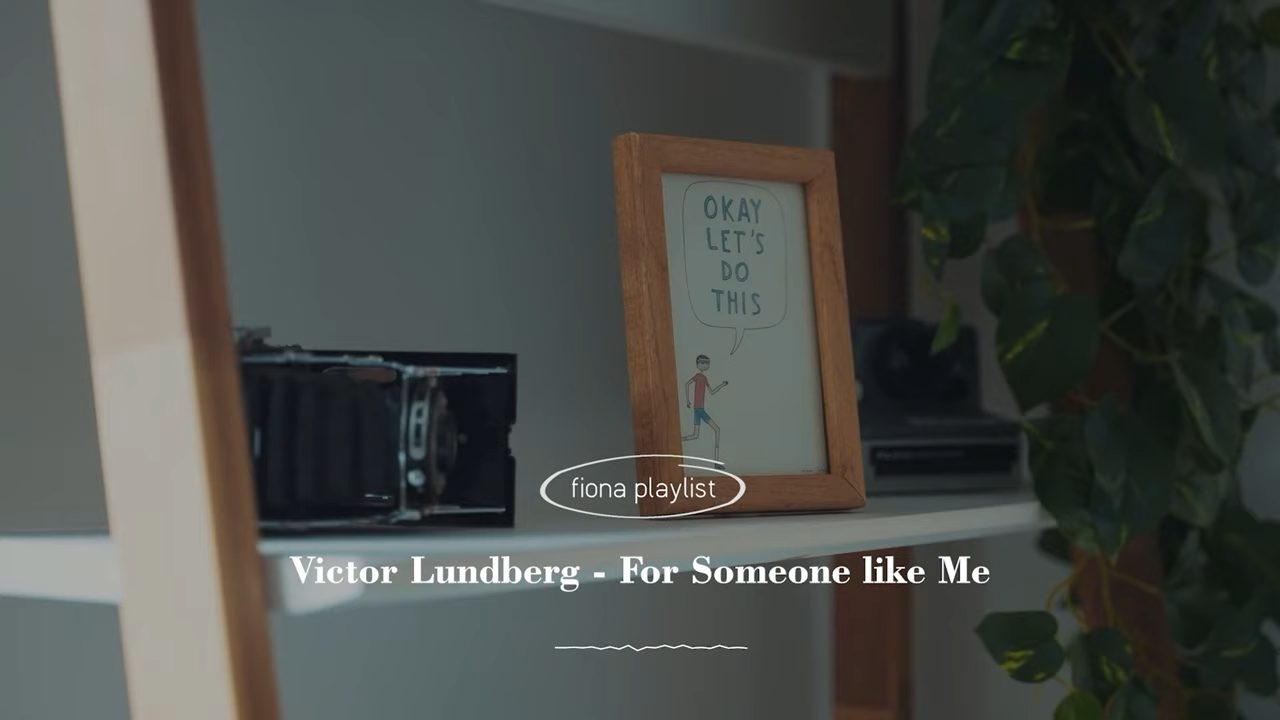 OKAY
LET'S
DO
THIS
fiona playlist
Victor Lundberg - For Someone like Me